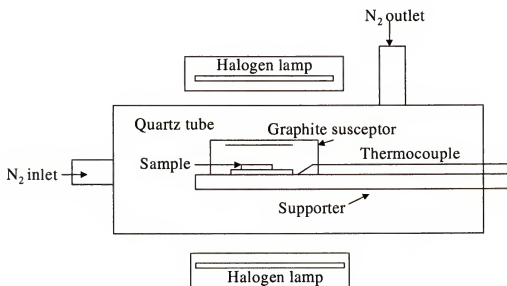 N₂ outlet
Halogen lamp
Quartz tube
Graphite susceptor
Sample
Thermocouple
N₂ inlet
Supporter
Halogen lamp